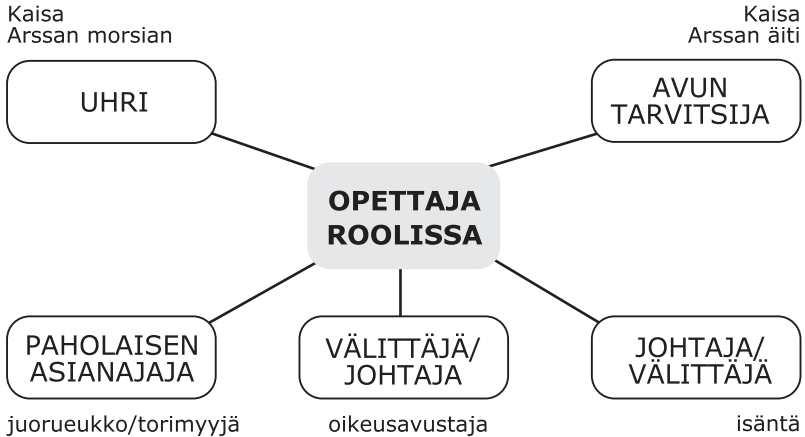 Kaisa
Arssan morsian
UHRI
Kaisa
Arssan äiti
AVUN
TARVITSIJA
OPETTAJA
ROOLISSA
PAHOLAISEN
ASIANAJAJA
juorueukko/torimyyjä
VÄLITTÄJÄ/
JOHTAJA
oikeusavustaja
JOHTAJA/
VÄLITTÄJÄ
isäntä